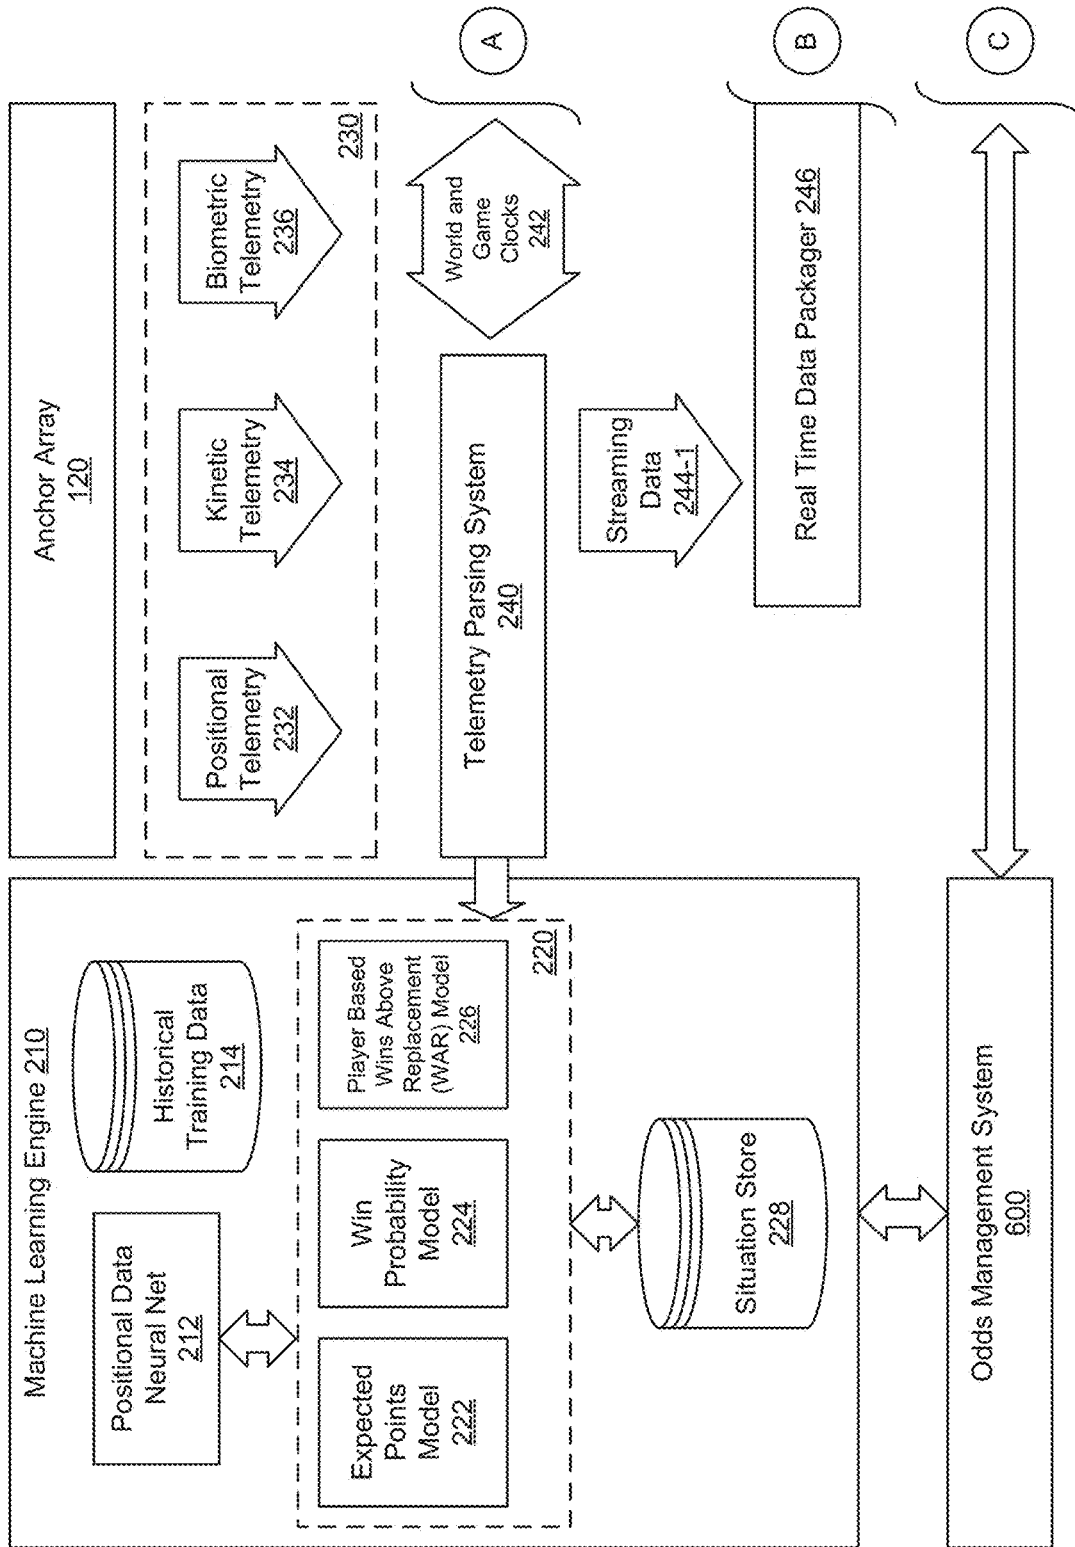 Machine Learning Engine 210
Positional Data
Neural Net
212
Historical
Training Data
214
Expected
Points
Model
222
Win
Probability
Model
224
Player Based
Wins Above
Replacement
(WAR) Model
226
220
Situation Store
228
Odds Management System
600
Anchor Array
120
Positional
Telemetry
232
Kinetic
Telemetry
234
Biometric
Telemetry
236
230
Telemetry Parsing System
240
World and
Game
Clocks
242
A
Streaming
Data
244-1
Real Time Data Packager 246
B
C